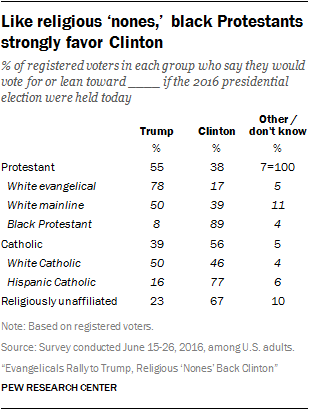 Like religious ‘nones,’ black Protestants
strongly favor Clinton
% of registered voters in each group who say they would
vote for or lean toward ____ if the 2016 presidential
election were held today
Trump Clinton Other /
don’t know
% % %
Protestant 55 38 7=100
White evangelical 78 17 5
White mainline 50 39 11
Black Protestant 8 89 4
Catholic 39 56 5
White Catholic 50 46 4
Hispanic Catholic 16 77 6
Religiously unaffiliated 23 67 10
Note: Based on registered voters.
Source: Survey conducted June 15-26, 2016, among U.S. adults.
“Evangelicals Rally to Trump, Religious ‘Nones’ Back Clinton”
PEW RESEARCH CENTER